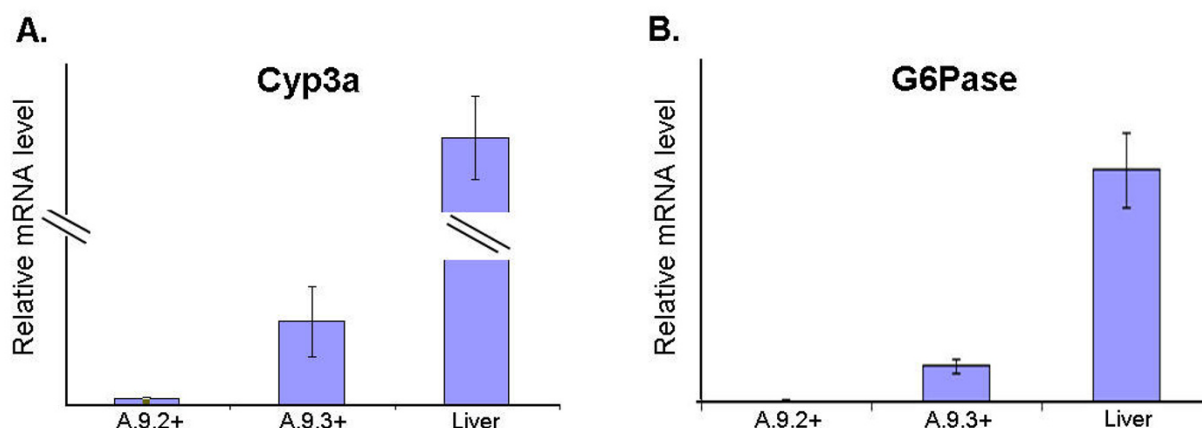 A.
Cyp3a
Relative mRNA level
A.9.2+ A.9.3+ Liver
B.
G6Pase
Relative mRNA level
A.9.2+ A.9.3+ Liver